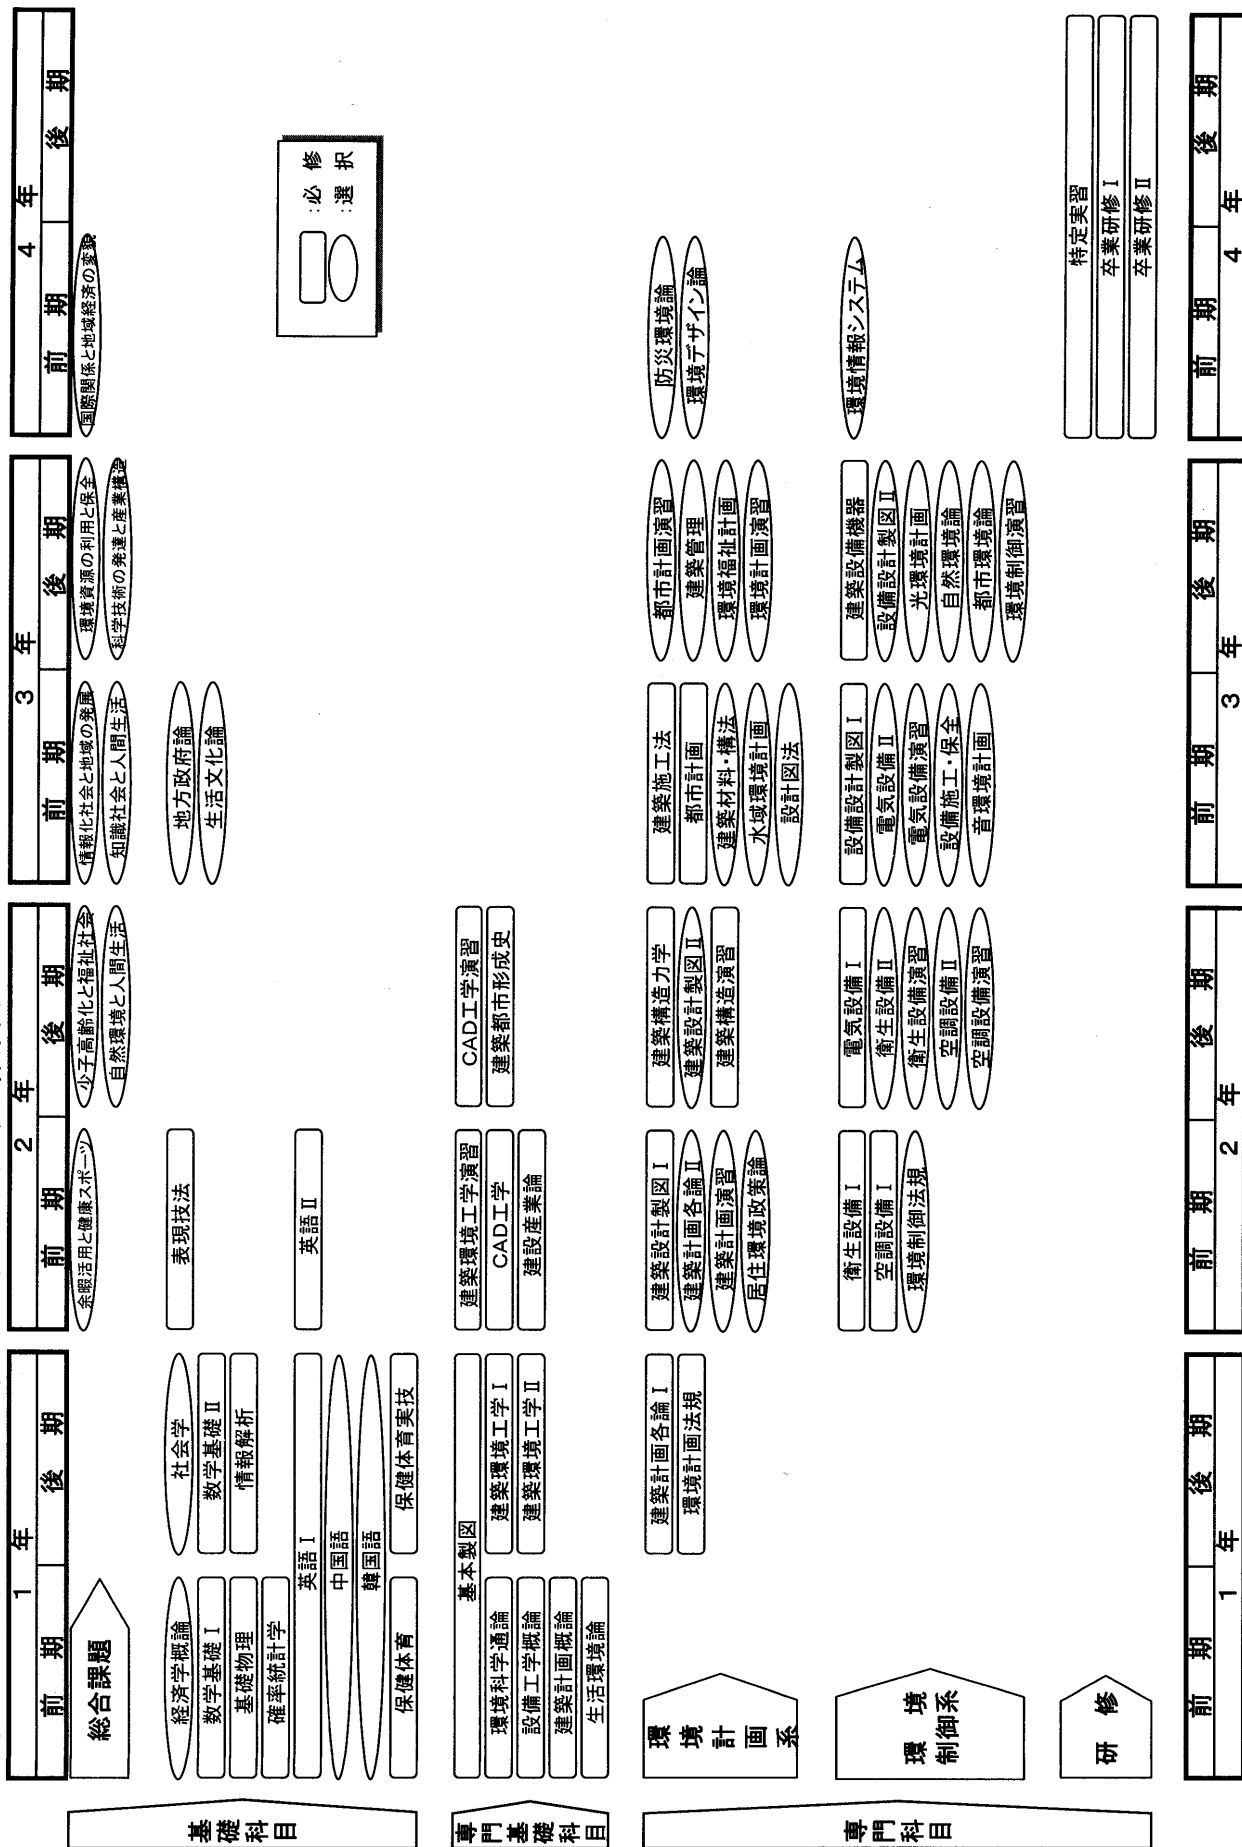 1 年
前 期
後 期
2 年
前 期
後 期
3 年
前 期
後 期
4 年
前 期
後 期
基礎科目
総合課題
余暇活用と健康スポーツ
少子高齢化と福祉社会
自然環境と人間生活
情報化社会と地域の発展
知識社会と人間生活
環境資源の利用と保全
科学技術の発達と産業構造
国際関係と地域経済の変貌
経済学概論
社会学
表現技法
地方政府論
数学基礎Ⅰ
数学基礎Ⅱ
生活文化論
基礎物理
情報解析
確率統計学
英語Ⅰ
英語Ⅱ
中国語
韓国語
保健体育
保健体育実技
:必 修
:選 択
専門基礎科目
基本製図
建築環境工学演習
CAD工学演習
環境科学通論
建築環境工学Ⅰ
CAD工学
建築都市形成史
設備工学概論
建築環境工学Ⅱ
建設産業論
建築計画概論
生活環境論
専門科目
環境計画系
建築計画各論Ⅰ
建築設計製図Ⅰ
建築構造力学
建築施工法
都市計画演習
防災環境論
環境計画法規
建築計画各論Ⅱ
建築設計製図Ⅱ
都市計画
建築管理
環境デザイン論
建築計画演習
建築構造演習
建築材料・構法
環境福祉計画
居住環境政策論
水域環境計画
環境計画演習
設計図法
環 境
制御系
衛生設備Ⅰ
電気設備Ⅰ
設備設計製図Ⅰ
建築設備機器
環境情報システム
空調設備Ⅰ
衛生設備Ⅱ
電気設備Ⅱ
設備設計製図Ⅱ
環境制御法規
衛生設備演習
電気設備演習
光環境計画
空調設備Ⅱ
設備施工・保全
自然環境論
空調設備演習
音環境計画
都市環境論
環境制御演習
研 修
特定実習
卒業研修Ⅰ
卒業研修Ⅱ
前 期
後 期
1 年
前 期
後 期
2 年
前 期
後 期
3 年
前 期
後 期
4 年